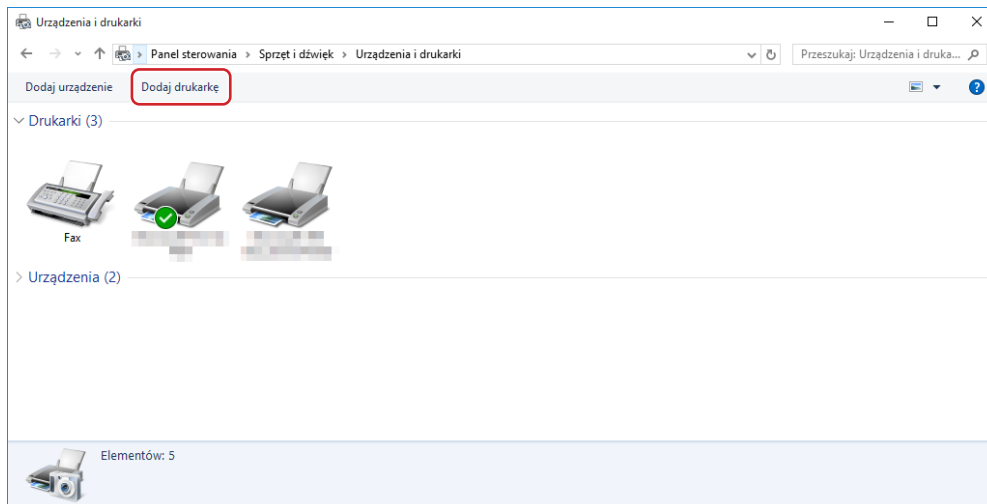 Urządzenia i drukarki
Panel sterowania > Sprzęt i dźwięk > Urządzenia i drukarki
Przeszukaj: Urządzenia i druka...
Dodaj urządzenie
Dodaj drukarkę
Drukarki (3)
Fax
Urządzenia (2)
Elementów: 5